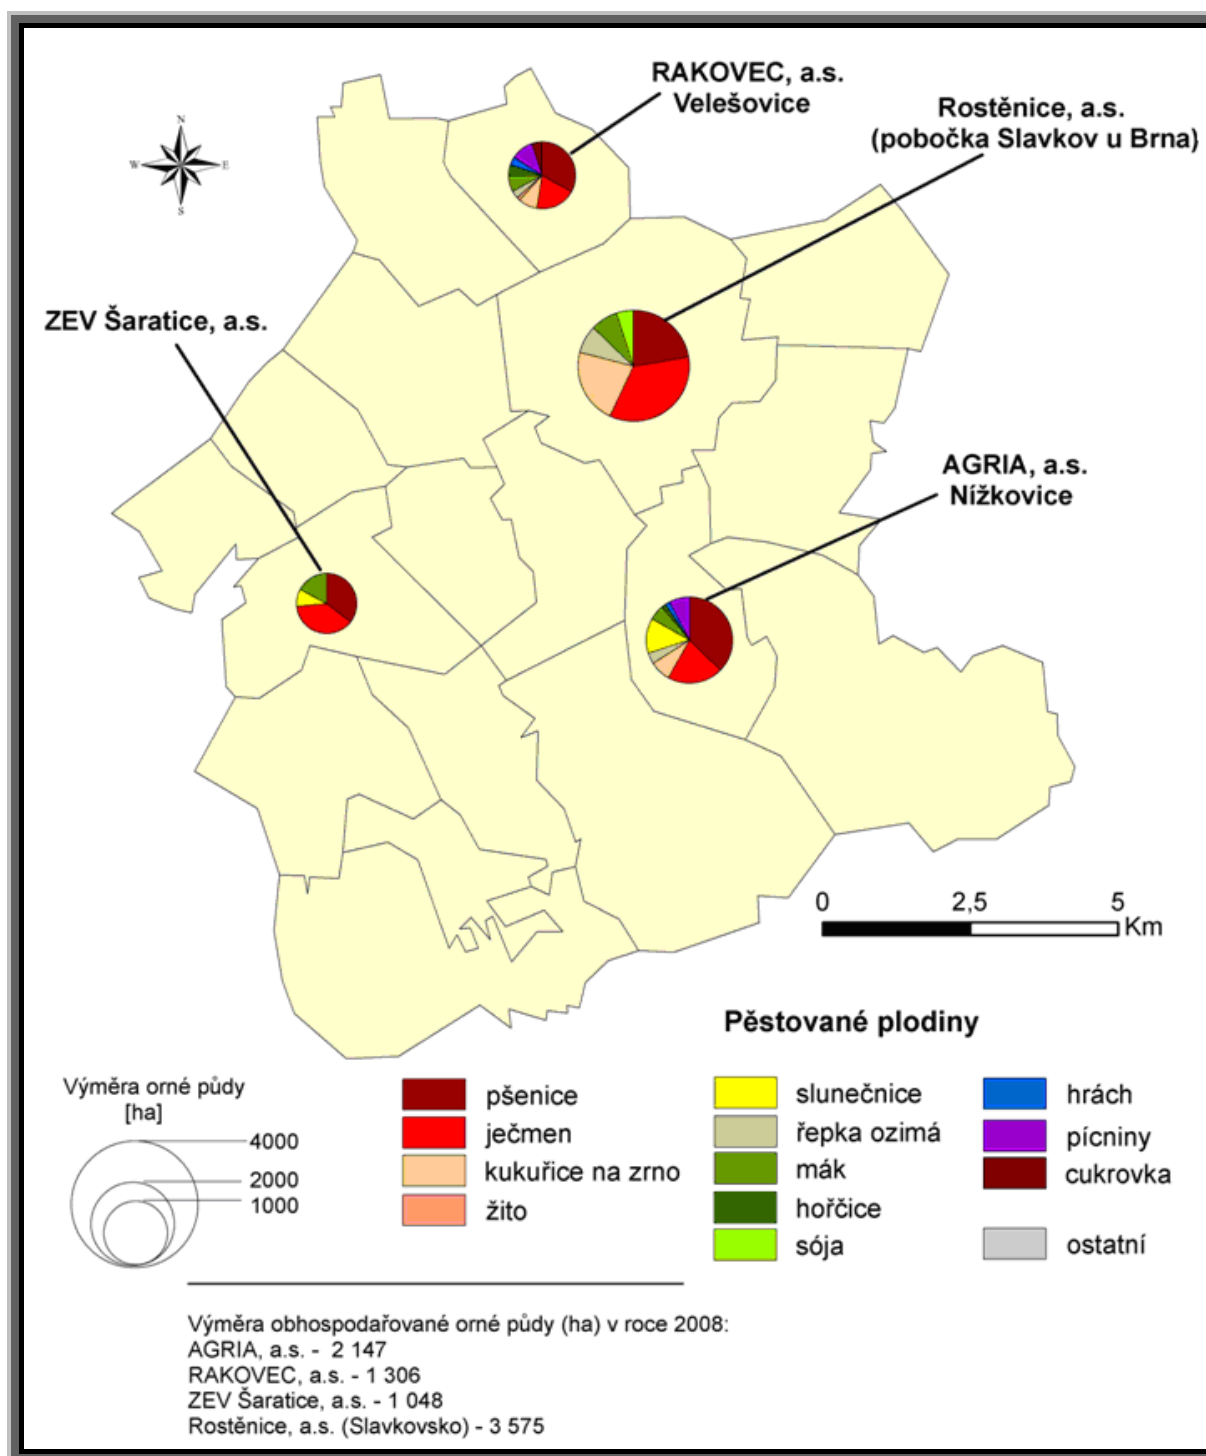 RAKOVEC, a.s.
Velešovice
Rostěnice, a.s.
(pobočka Slavkov u Brna)
N
W
E
S
ZEV Šaratice, a.s.
AGRIA, a.s.
Nížkovice
0
2,5
5
Km
Pěstované plodiny
Výměra orné půdy
[ha]
4000
2000
1000
pšenice
ječmen
kukuřice na zrno
žito
slunečnice
řepka ozimá
mák
hořčice
sója
hrách
pícniny
cukrovka
ostatní
Výměra obhospodařované orné půdy (ha) v roce 2008:
AGRIA, a.s. - 2 147
RAKOVEC, a.s. - 1 306
ZEV Šaratice, a.s. - 1 048
Rostěnice, a.s. (Slavkovsko) - 3 575